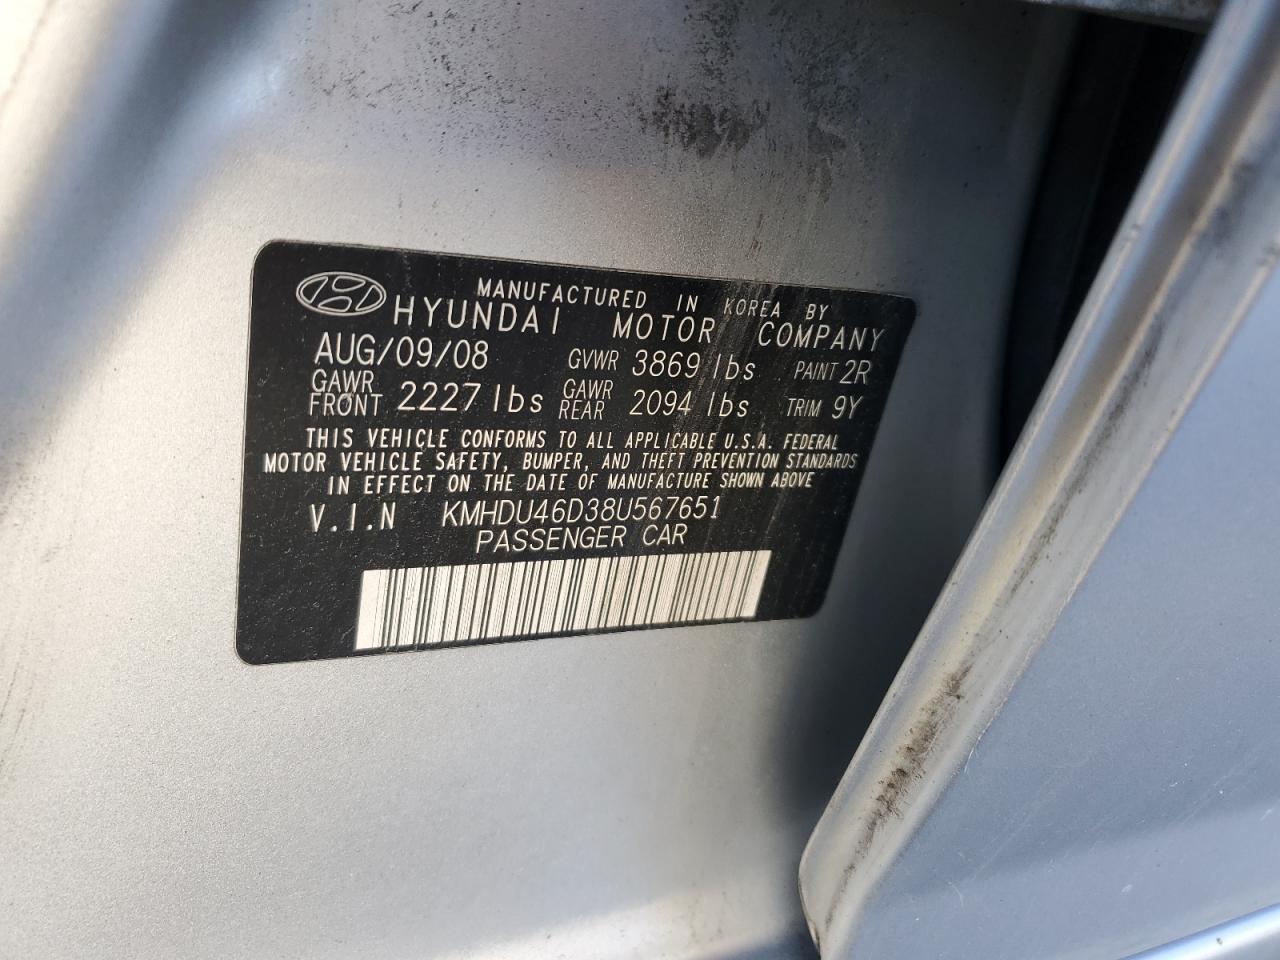 MANUFACTURED IN KOREA BY
HYUNDAI MOTOR COMPANY
AUG/09/08 GVWR 3869 lbs PAINT 2R
GAWR FRONT 2227 lbs GAWR REAR 2094 lbs TRIM 9Y
THIS VEHICLE CONFORMS TO ALL APPLICABLE U.S.A. FEDERAL
MOTOR VEHICLE SAFETY, BUMPER, AND THEFT PREVENTION STANDARDS
IN EFFECT ON THE DATE OF MANUFACTURE SHOWN ABOVE
V.I.N KMHDU46D38U567651
PASSENGER CAR